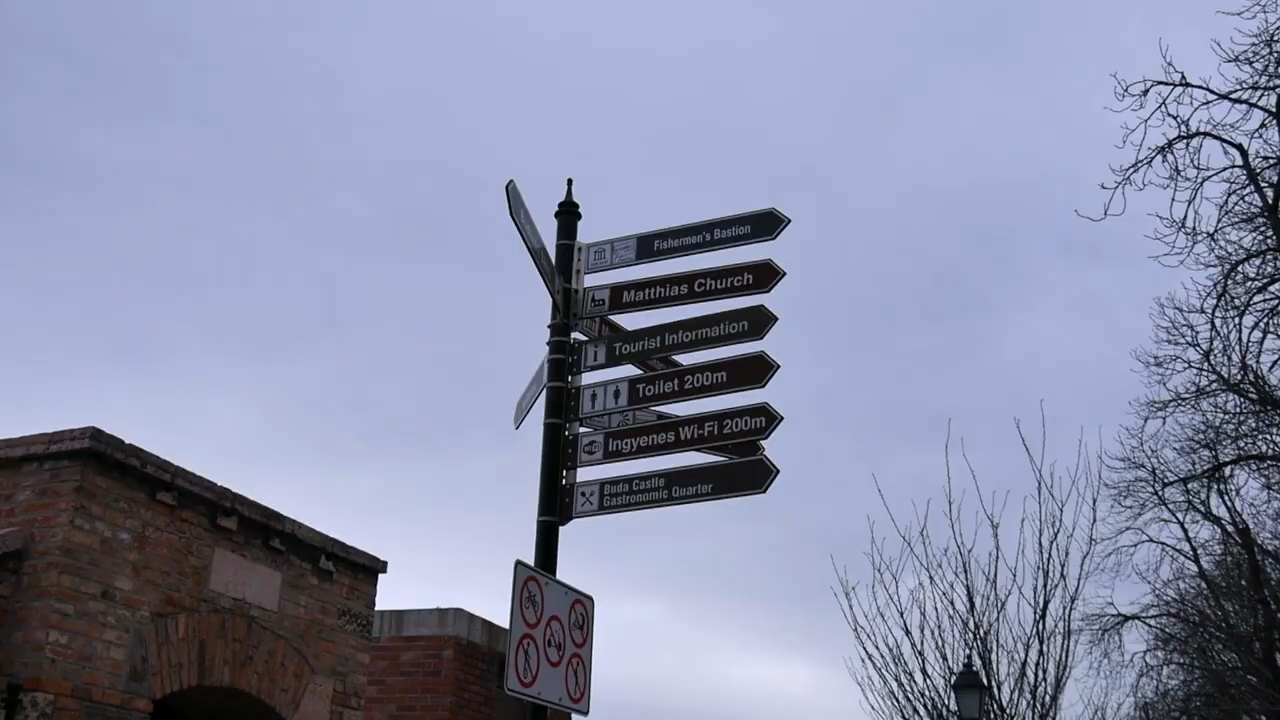 Fishermen's Bastion
Matthias Church
Tourist Information
Toilet 200m
Ingyenes Wi-Fi 200m
Buda Castle
Gastronomic Quarter